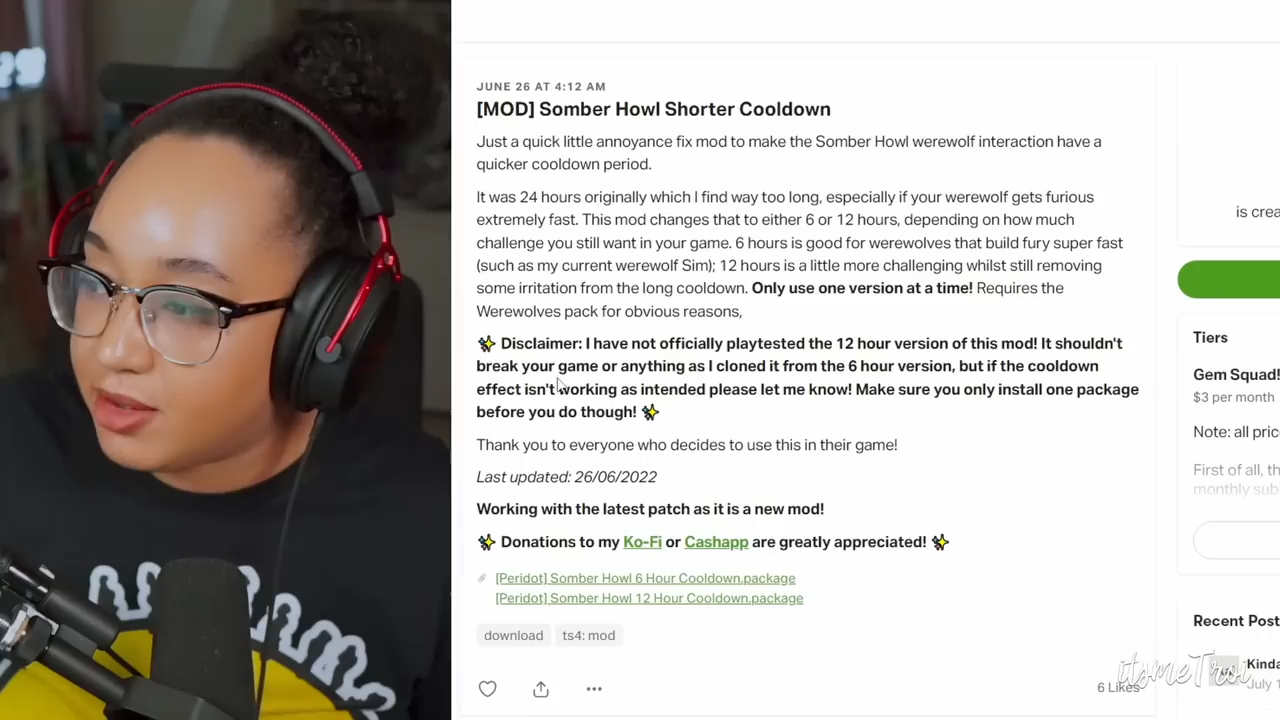 JUNE 26 AT 4:12 AM
[MOD] Somber Howl Shorter Cooldown
Just a quick little annoyance fix mod to make the Somber Howl werewolf interaction have a
quicker cooldown period.
It was 24 hours originally which I find way too long, especially if your werewolf gets furious
extremely fast. This mod changes that to either 6 or 12 hours, depending on how much
challenge you still want in your game. 6 hours is good for werewolves that build fury super fast
(such as my current werewolf Sim); 12 hours is a little more challenging whilst still removing
some irritation from the long cooldown. Only use one version at a time! Requires the
Werewolves pack for obvious reasons,
✨ Disclaimer: I have not officially playtested the 12 hour version of this mod! It shouldn't
break your game or anything as I cloned it from the 6 hour version, but if the cooldown
effect isn't working as intended please let me know! Make sure you only install one package
before you do though! ✨
Thank you to everyone who decides to use this in their game!
Last updated: 26/06/2022
Working with the latest patch as it is a new mod!
✨ Donations to my Ko-Fi or Cashapp are greatly appreciated! ✨
[Peridot] Somber Howl 6 Hour Cooldown.package
[Peridot] Somber Howl 12 Hour Cooldown.package
download
ts4: mod
6 Likes
is crea
Tiers
Gem Squad!
$3 per month
Note: all pric
First of all, th
monthly sub
Recent Post
Kinda
July 1
itsmeTroi